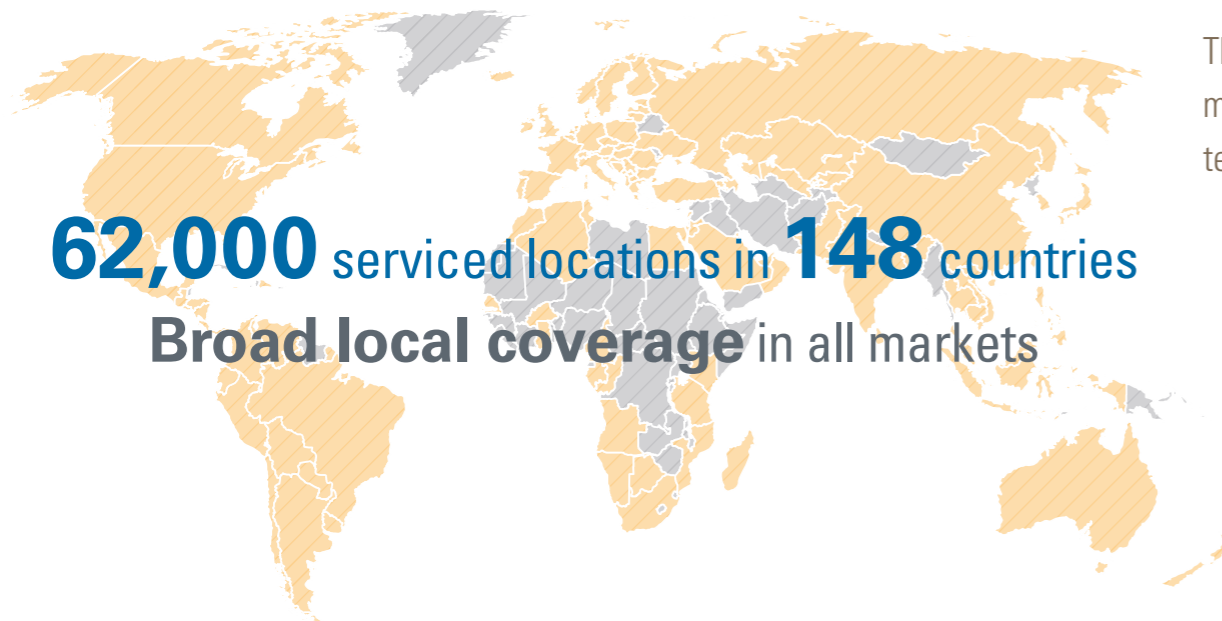 62,000 serviced locations in 148 countries
Broad local coverage in all markets